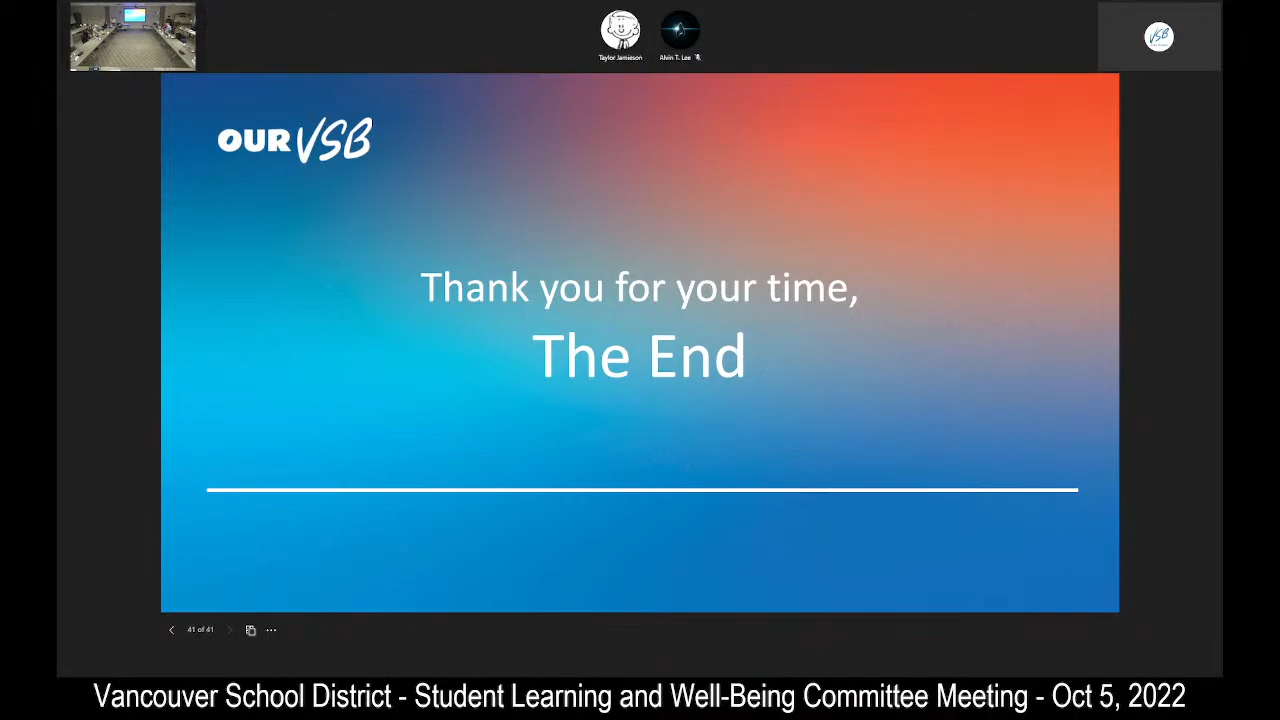 Taylor Jamieson
Alvin T. Lee
VSB
OUR VSB
Thank you for your time,
The End
41 of 41
Vancouver School District - Student Learning and Well-Being Committee Meeting - Oct 5, 2022